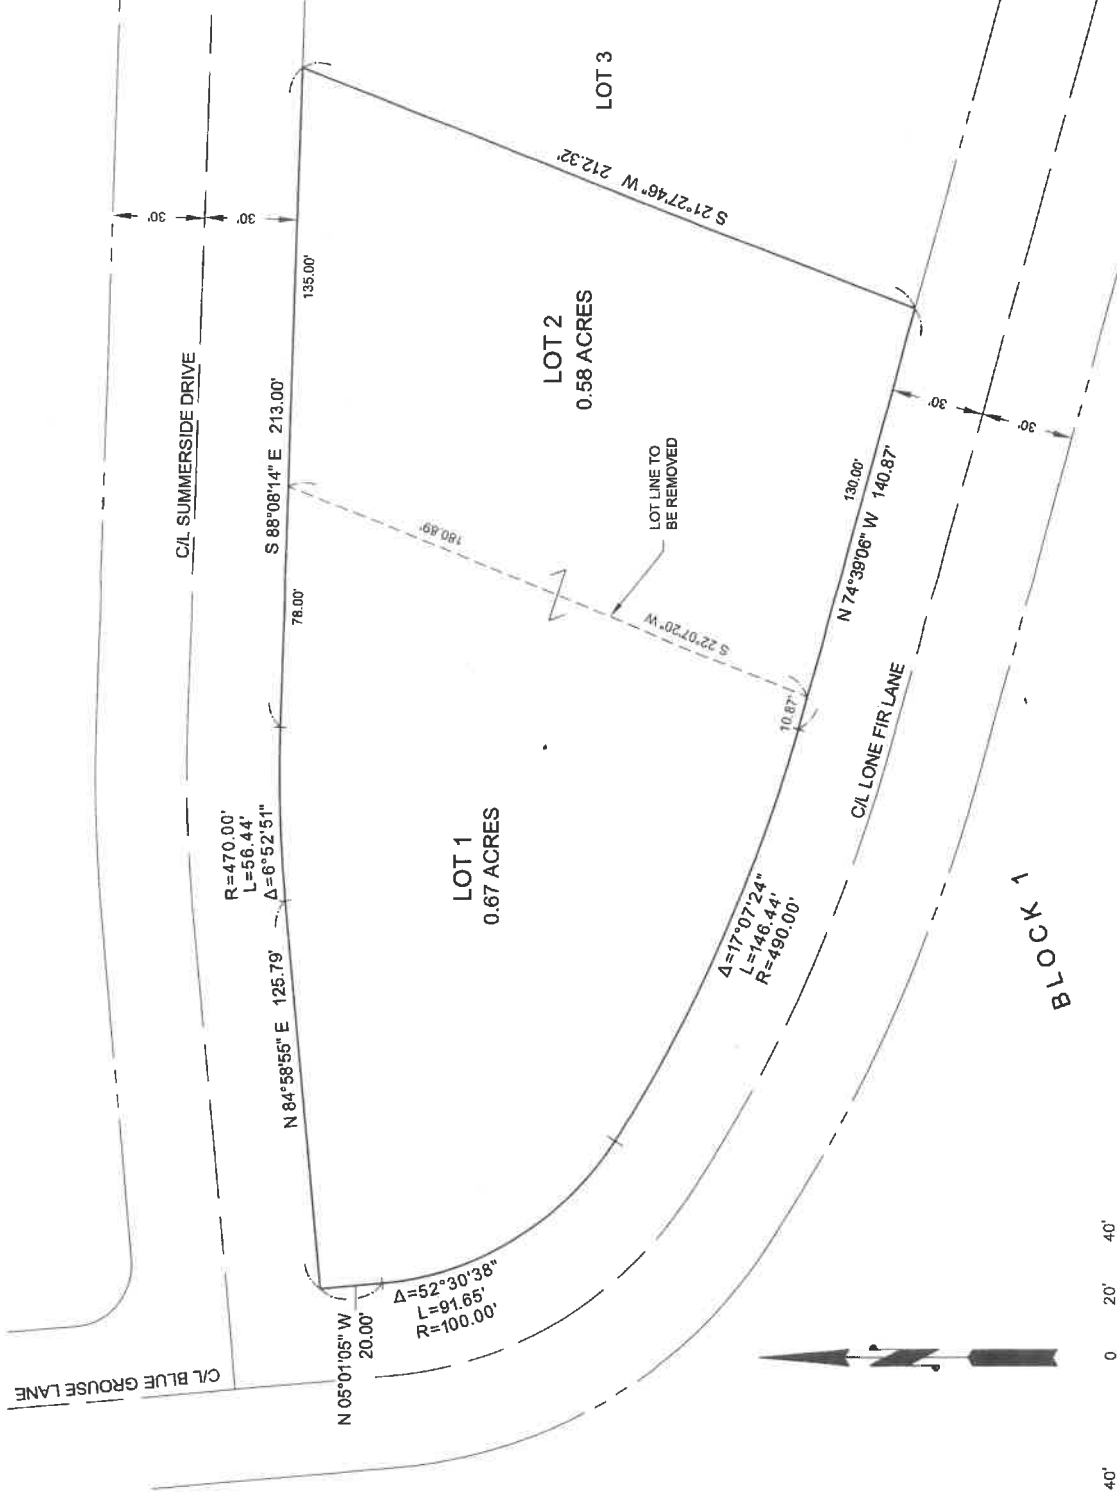 C/L SUMMERSIDE DRIVE
30'
30'
S 88°08'14" E 213.00'
135.00'
78.00'
LOT 3
S 21°27'46" W 212.32'
LOT 2
0.58 ACRES
180.89'
LOT LINE TO
BE REMOVED
S 22°07'20" W
R=470.00'
L=56.44'
Δ=6°52'51"
N 84°58'55" E 125.79'
LOT 1
0.67 ACRES
10.87'
130.00'
N 74°39'06" W 140.87'
30'
30'
C/L LONE FIR LANE
Δ=17°07'24"
L=146.44'
R=490.00'
BLOCK 1
Δ=52°30'38"
L=91.65'
R=100.00'
N 05°01'05" W
20.00'
C/L BLUE GROUSE LANE
40'
0
20'
40'